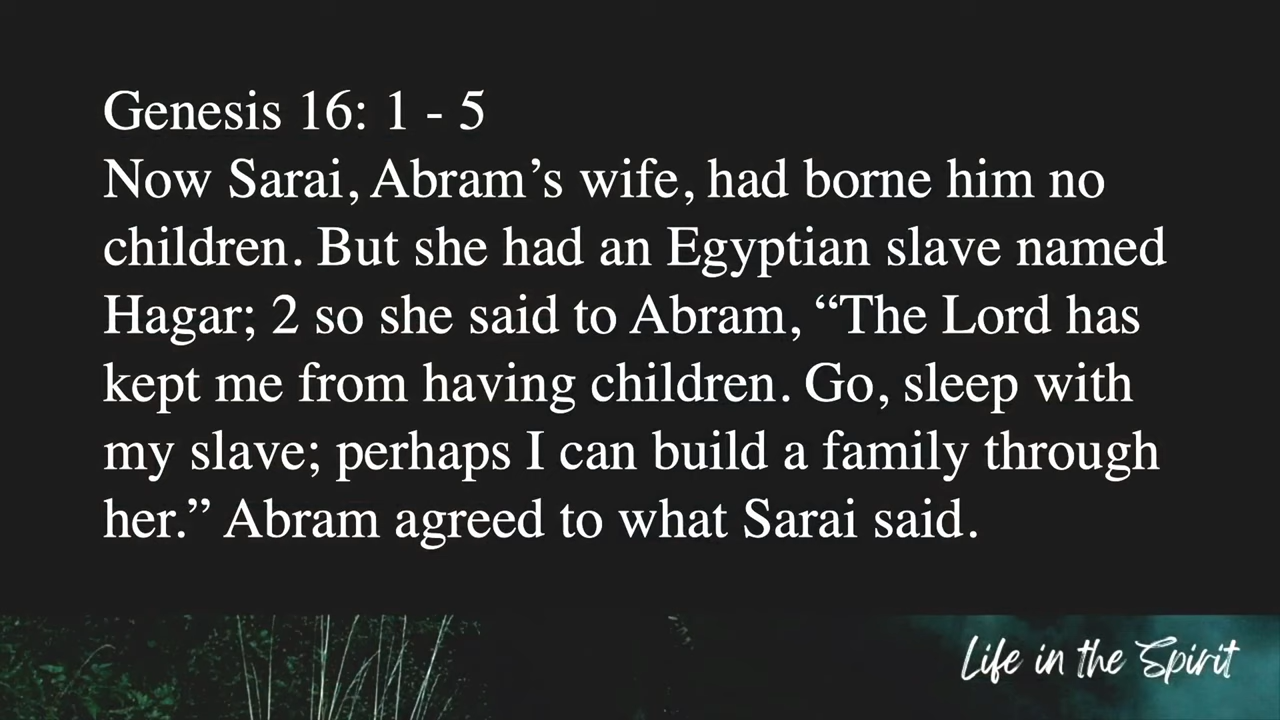 Genesis 16: 1 - 5
Now Sarai, Abram’s wife, had borne him no
children. But she had an Egyptian slave named
Hagar; 2 so she said to Abram, “The Lord has
kept me from having children. Go, sleep with
my slave; perhaps I can build a family through
her.” Abram agreed to what Sarai said.
Life in the Spirit